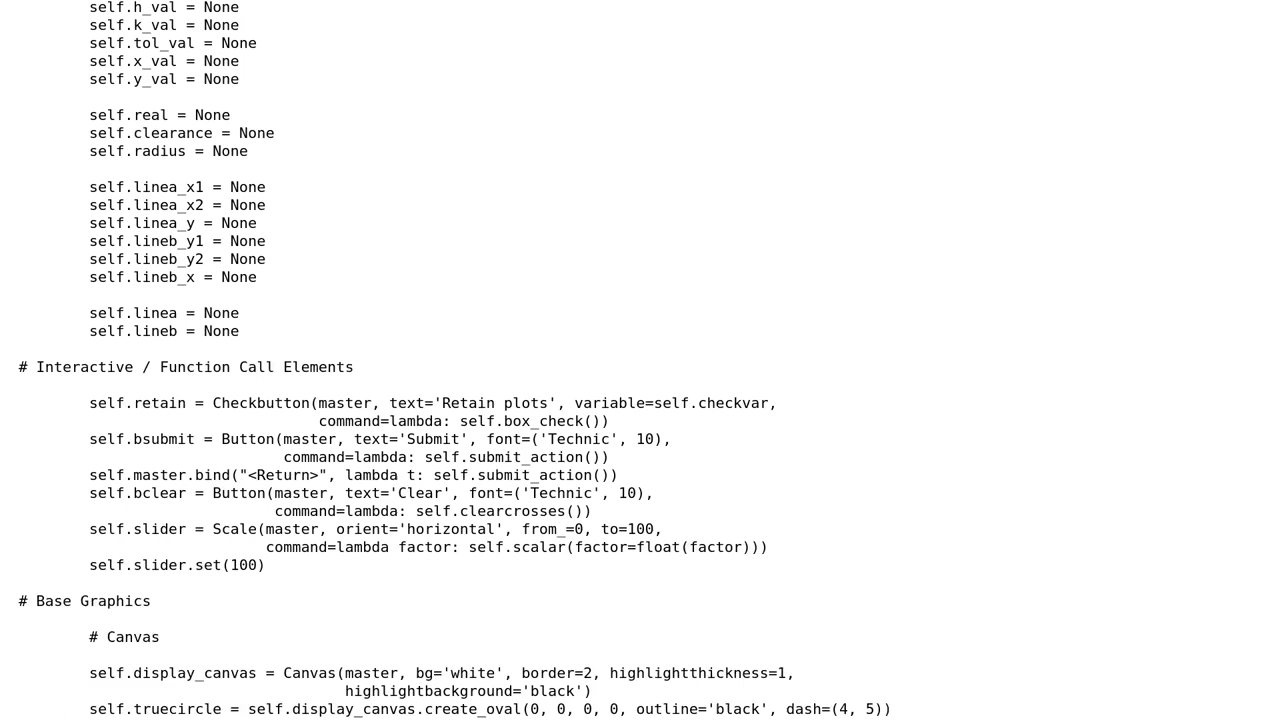 self.h_val = None
self.k_val = None
self.tol_val = None
self.x_val = None
self.y_val = None
self.real = None
self.clearance = None
self.radius = None
self.linea_x1 = None
self.linea_x2 = None
self.linea_y = None
self.lineb_y1 = None
self.lineb_y2 = None
self.lineb_x = None
self.linea = None
self.lineb = None
# Interactive / Function Call Elements
self.retain = Checkbutton(master, text='Retain plots', variable=self.checkvar,
command=lambda: self.box_check())
self.bsubmit = Button(master, text='Submit', font=('Technic', 10),
command=lambda: self.submit_action())
self.master.bind("<Return>", lambda t: self.submit_action())
self.bclear = Button(master, text='Clear', font=('Technic', 10),
command=lambda: self.clearcrosses())
self.slider = Scale(master, orient='horizontal', from_=0, to=100,
command=lambda factor: self.scalar(factor=float(factor)))
self.slider.set(100)
# Base Graphics
# Canvas
self.display_canvas = Canvas(master, bg='white', border=2, highlightthickness=1,
highlightbackground='black')
self.truecircle = self.display_canvas.create_oval(0, 0, 0, 0, outline='black', dash=(4, 5))